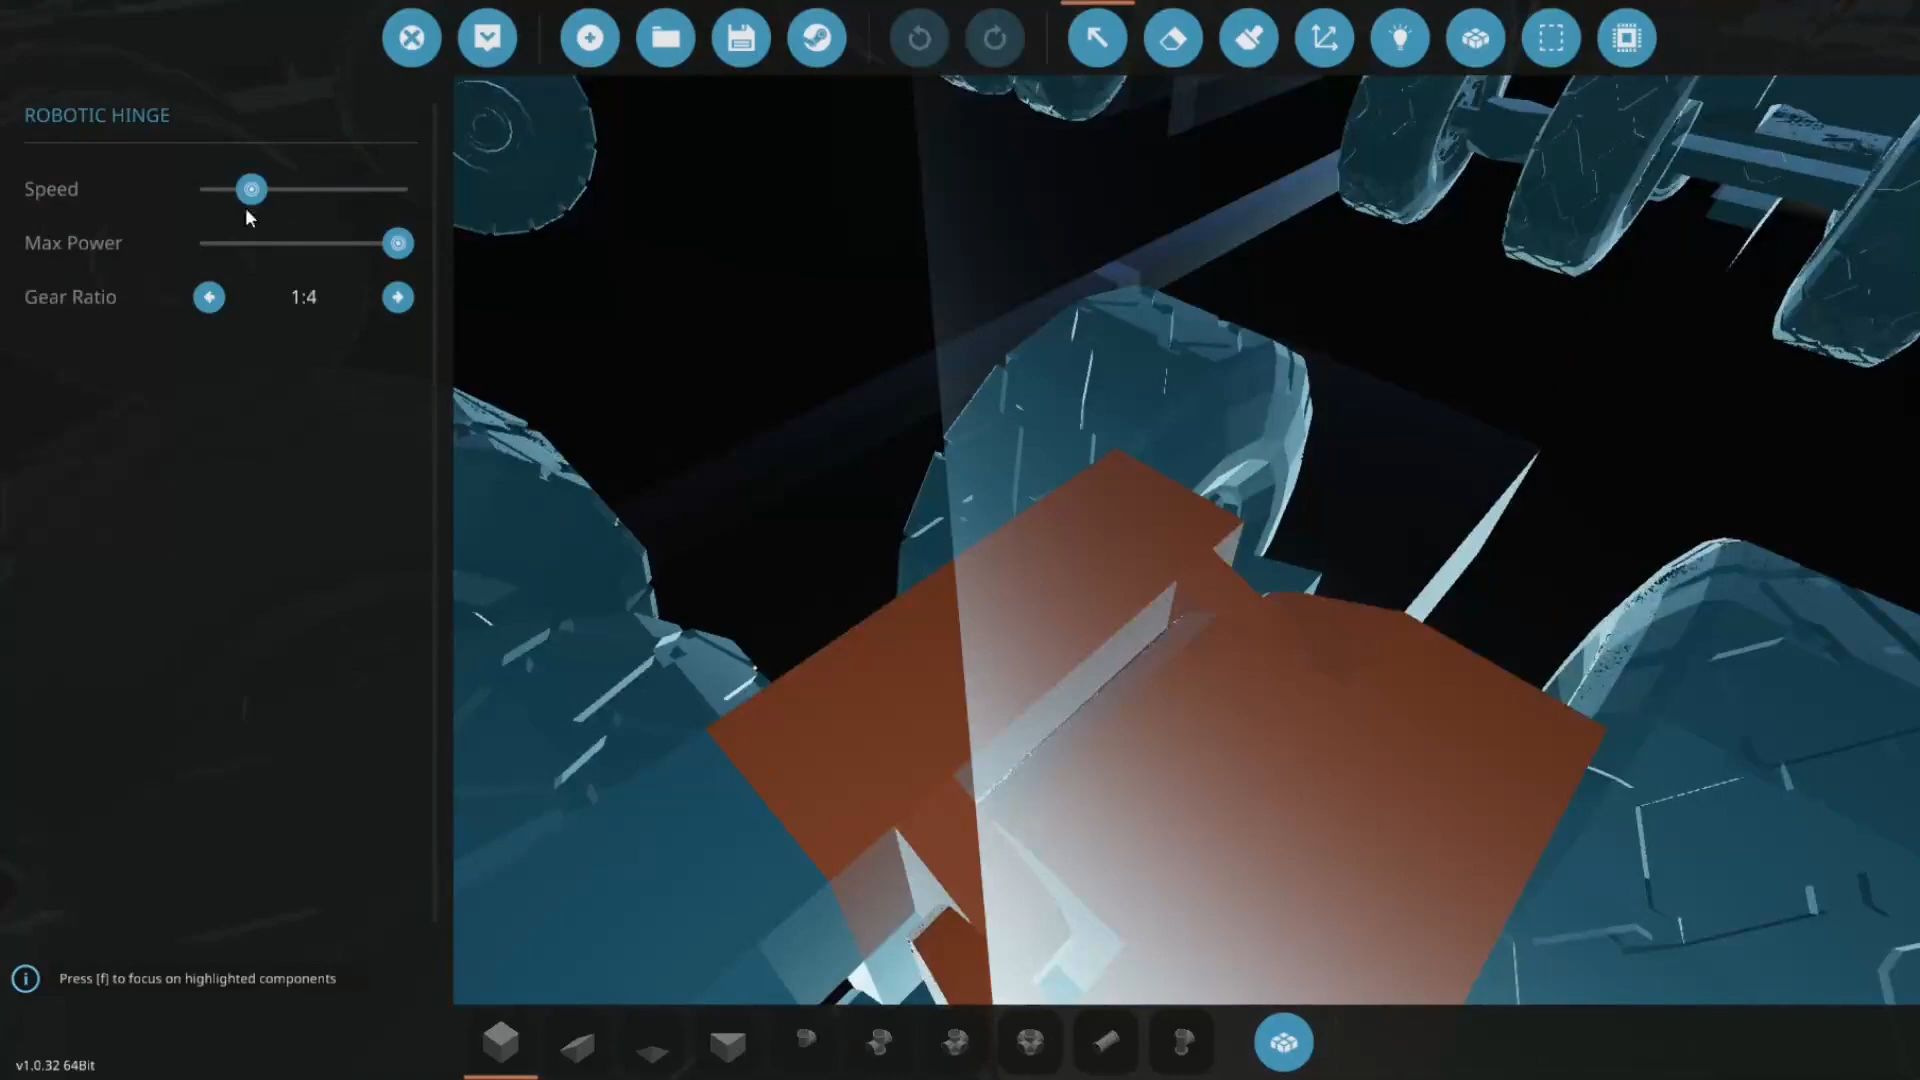 ROBOTIC HINGE
Speed
Max Power
Gear Ratio 1:4
Press [f] to focus on highlighted components
v1.0.32 64Bit